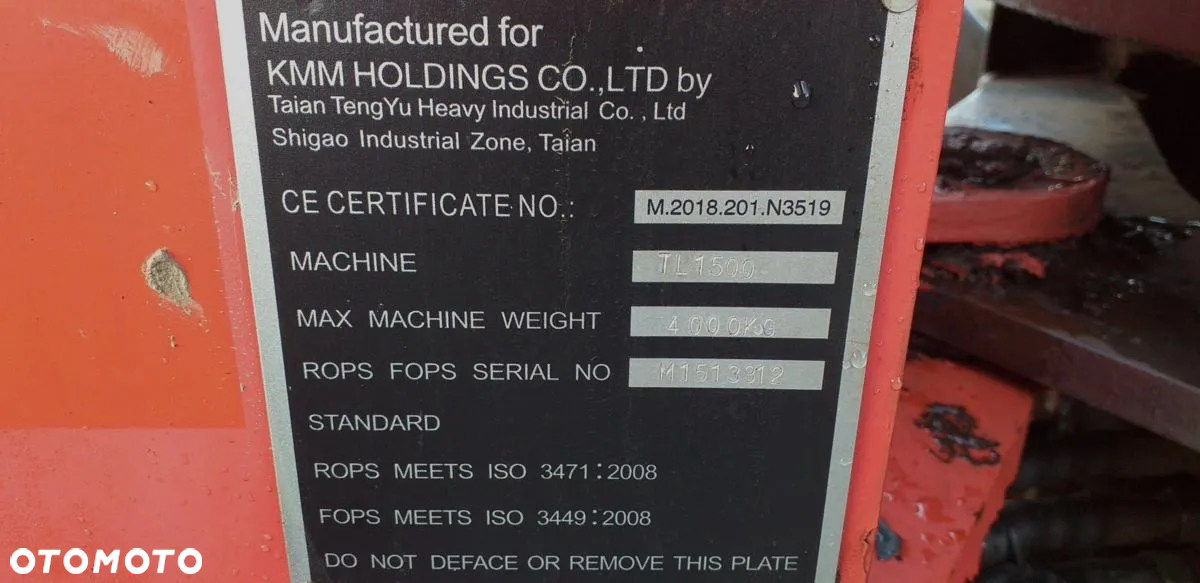 Manufactured for
KMM HOLDINGS CO.,LTD by
Taian TengYu Heavy Industrial Co. , Ltd
Shigao Industrial Zone, Taian
CE CERTIFICATE NO.: M.2018.201.N3519
MACHINE TL1500
MAX MACHINE WEIGHT 4000KG
ROPS FOPS SERIAL NO M1513312
STANDARD
ROPS MEETS ISO 3471:2008
FOPS MEETS ISO 3449:2008
DO NOT DEFACE OR REMOVE THIS PLATE
OTOMOTO